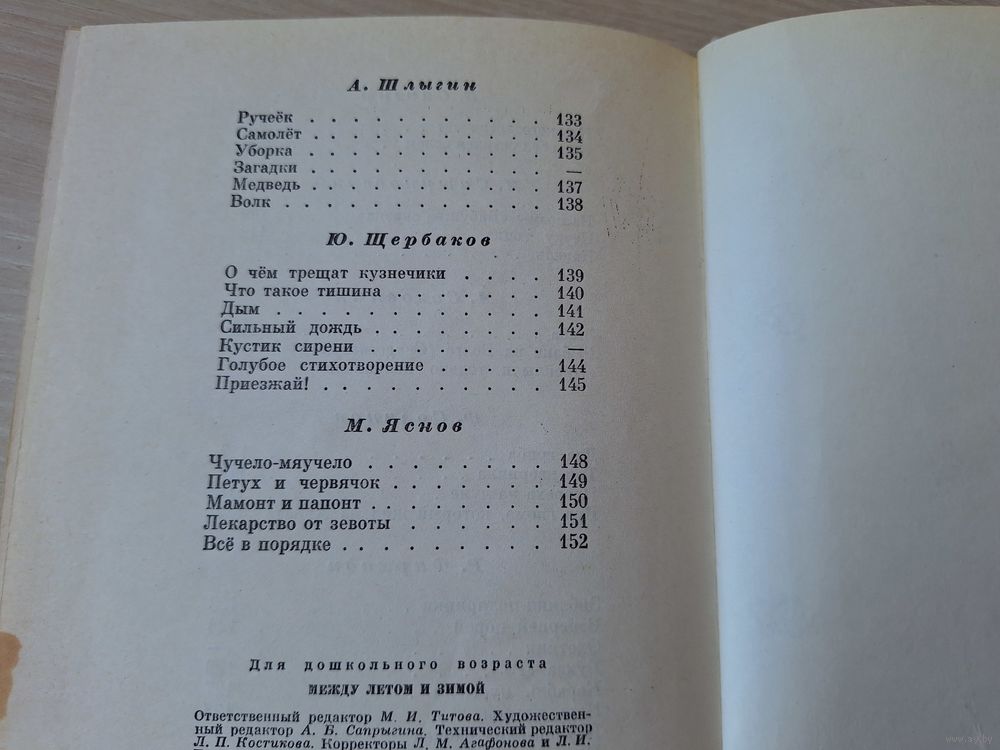 А. Шлыгин
Ручеёк . . . . . . . . . . . 133
Самолёт . . . . . . . . . . . 134
Уборка . . . . . . . . . . . 135
Загадки . . . . . . . . . . . —
Медведь . . . . . . . . . . . 137
Волк . . . . . . . . . . . . 138
Ю. Щербаков
О чём трещат кузнечики . . . . 139
Что такое тишина . . . . . . . 140
Дым . . . . . . . . . . . . 141
Сильный дождь . . . . . . . . 142
Кустик сирени . . . . . . . . —
Голубое стихотворение . . . . . 144
Приезжай! . . . . . . . . . . 145
М. Яснов
Чучело-мяучело . . . . . . . . 148
Петух и червячок . . . . . . . 149
Мамонт и папонт . . . . . . . . 150
Лекарство от зевоты . . . . . . 151
Всё в порядке . . . . . . . . . 152
Для дошкольного возраста
МЕЖДУ ЛЕТОМ И ЗИМОЙ
Ответственный редактор М. И. Титова. Художествен-
ный редактор А. Б. Сапрыгина. Технический редактор
Л. П. Костикова. Корректоры Л. М. Агафонова и Л. И.